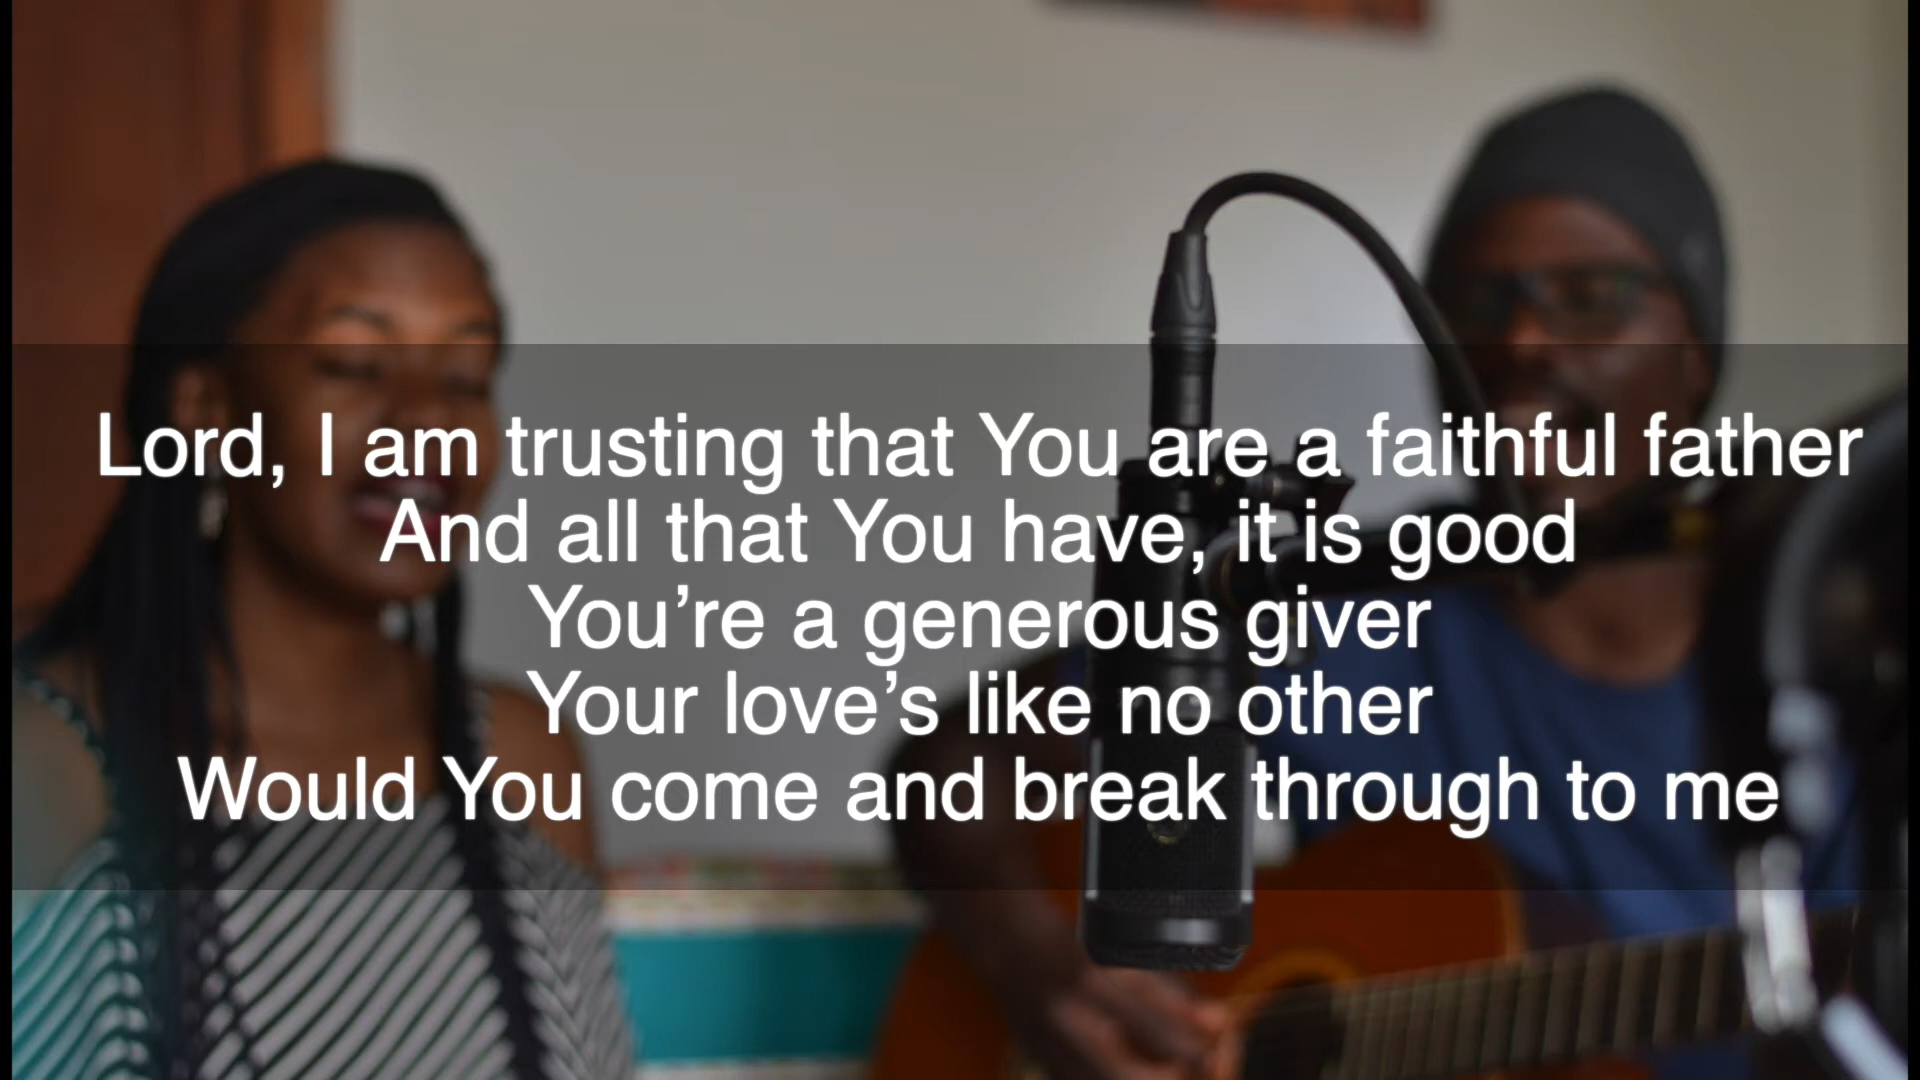 Lord, I am trusting that You are a faithful father
And all that You have, it is good
You’re a generous giver
Your love’s like no other
Would You come and break through to me